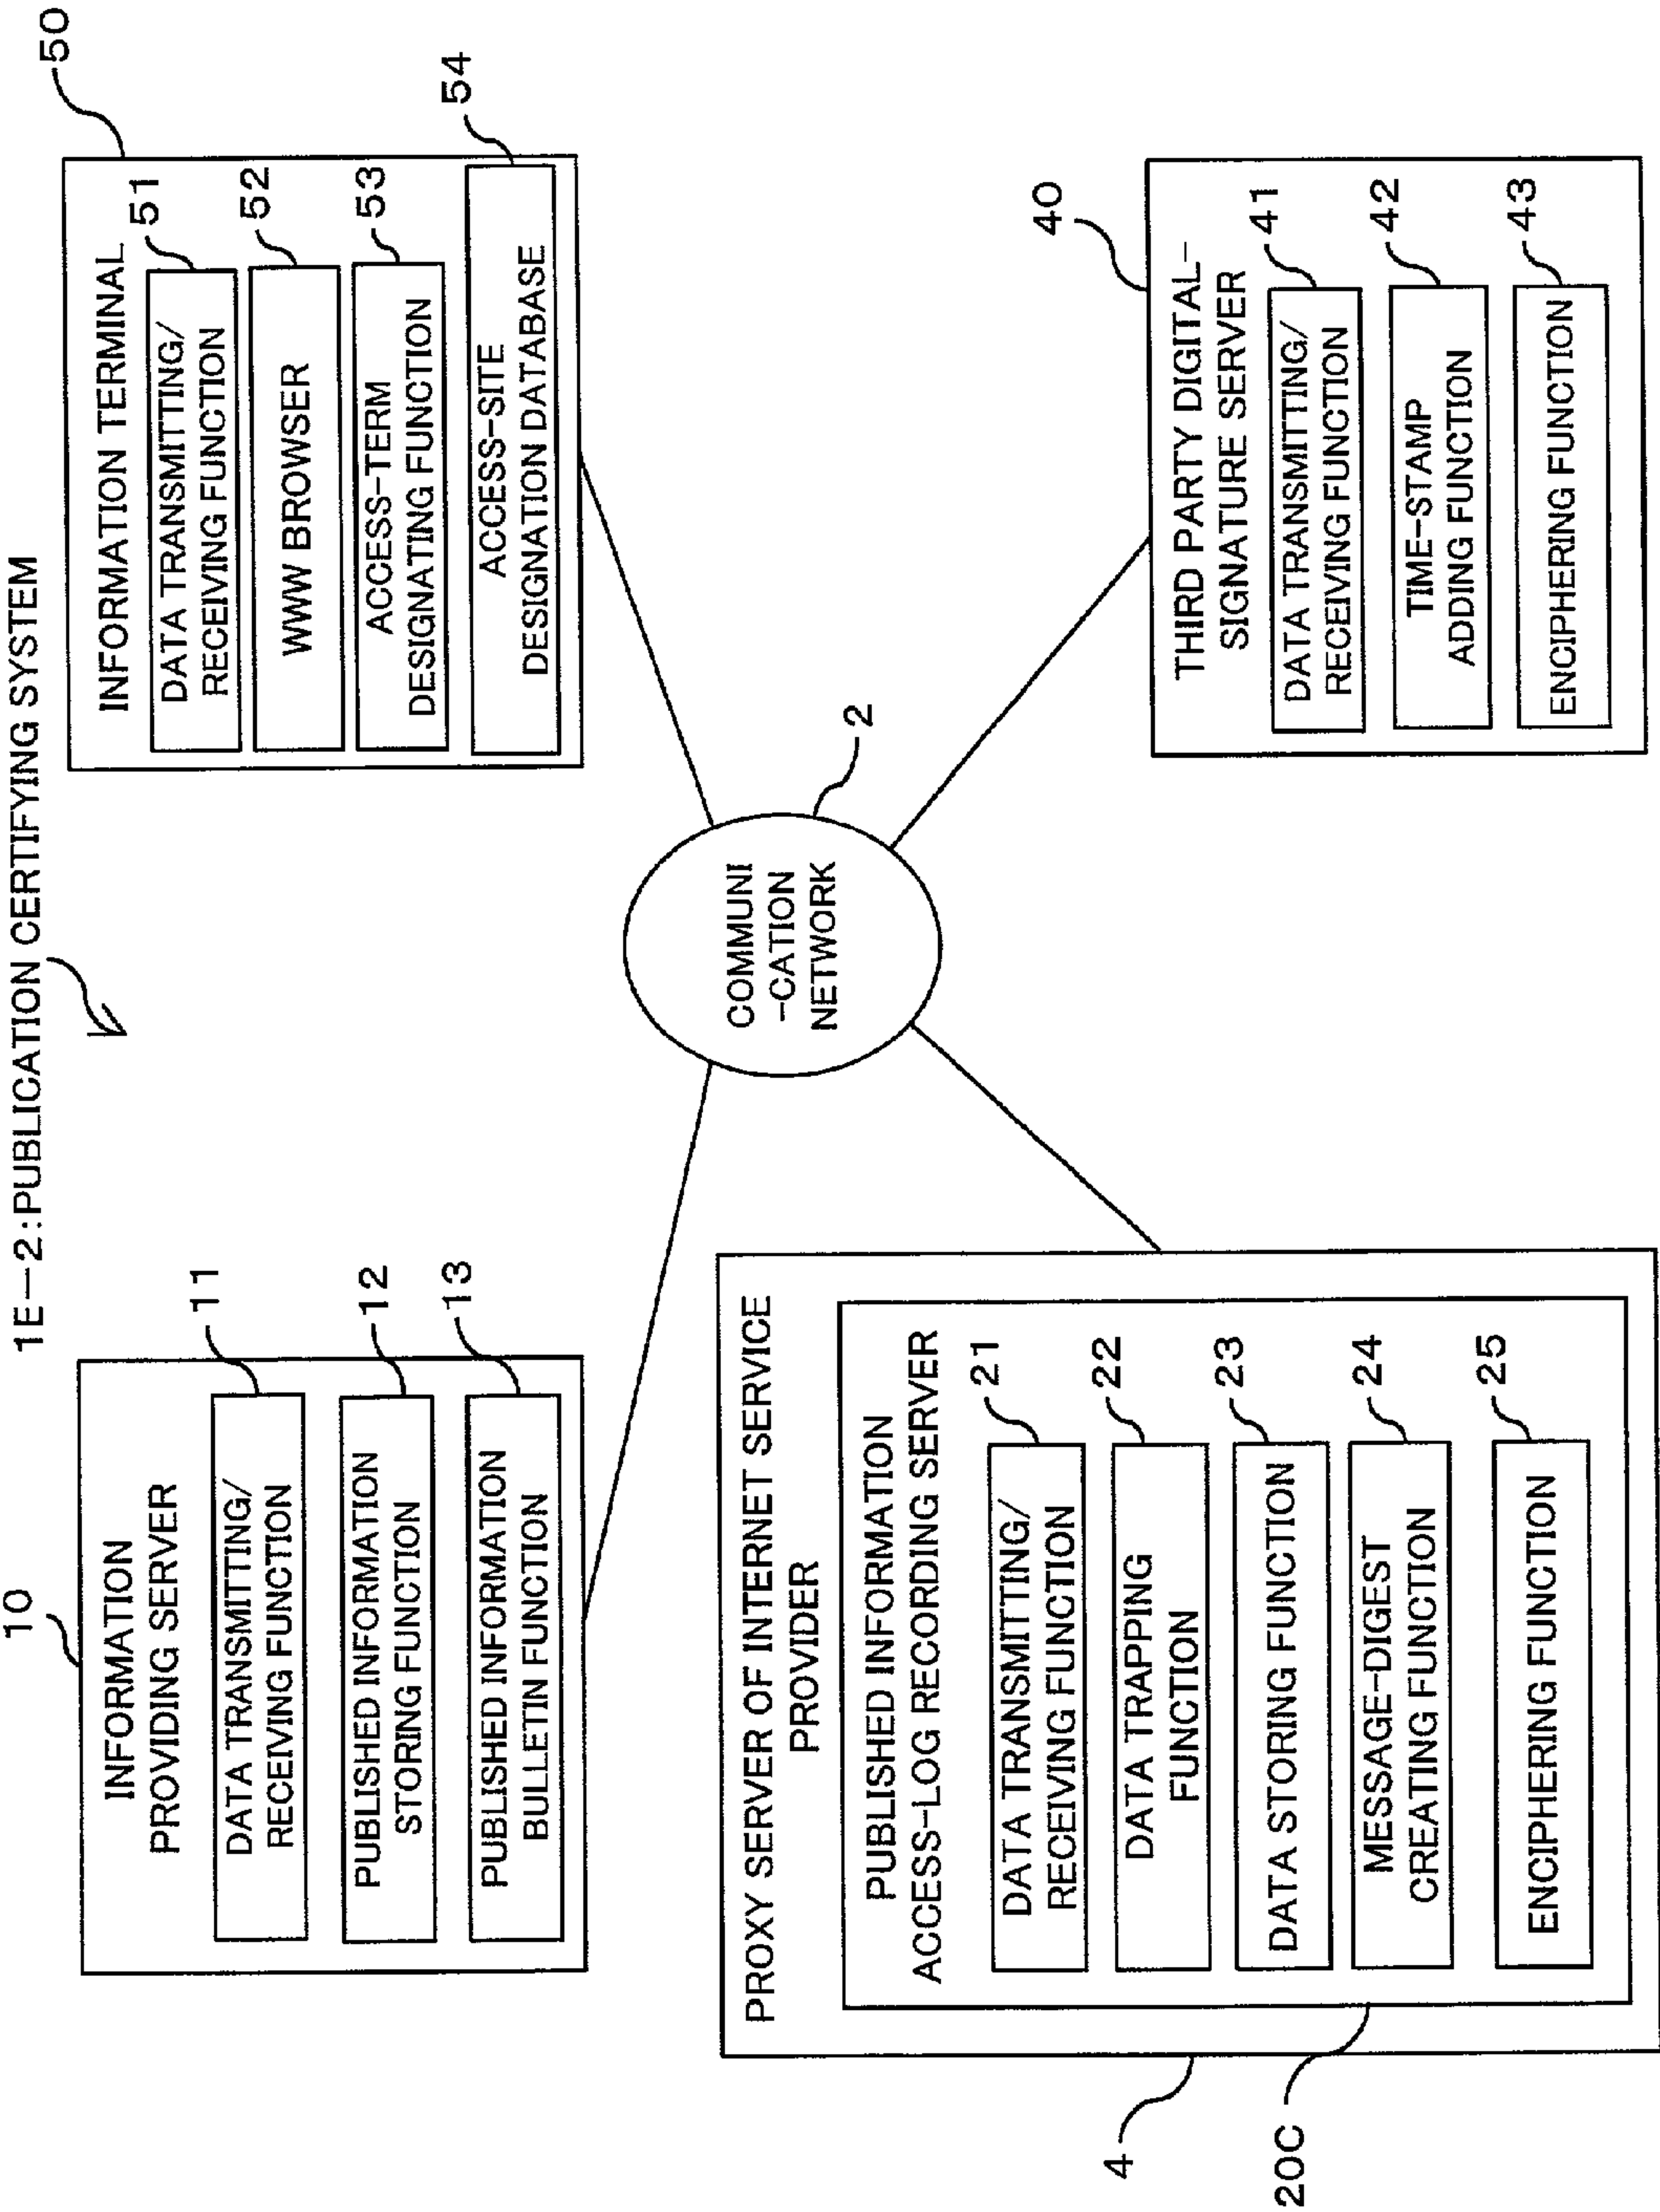 1E-2:PUBLICATION CERTIFYING SYSTEM
10
INFORMATION
PROVIDING SERVER
11
DATA TRANSMITTING/
RECEIVING FUNCTION
12
PUBLISHED INFORMATION
STORING FUNCTION
13
PUBLISHED INFORMATION
BULLETIN FUNCTION
50
INFORMATION TERMINAL
51
DATA TRANSMITTING/
RECEIVING FUNCTION
52
WWW BROWSER
53
ACCESS-TERM
DESIGNATING FUNCTION
54
ACCESS-SITE
DESIGNATION DATABASE
COMMUNI
-CATION
NETWORK
2
PROXY SERVER OF INTERNET SERVICE
PROVIDER
PUBLISHED INFORMATION
ACCESS-LOG RECORDING SERVER
21
DATA TRANSMITTING/
RECEIVING FUNCTION
22
DATA TRAPPING
FUNCTION
23
DATA STORING FUNCTION
24
MESSAGE-DIGEST
CREATING FUNCTION
25
ENCIPHERING FUNCTION
4
20C
40
THIRD PARTY DIGITAL-
SIGNATURE SERVER
41
DATA TRANSMITTING/
RECEIVING FUNCTION
42
TIME-STAMP
ADDING FUNCTION
43
ENCIPHERING FUNCTION